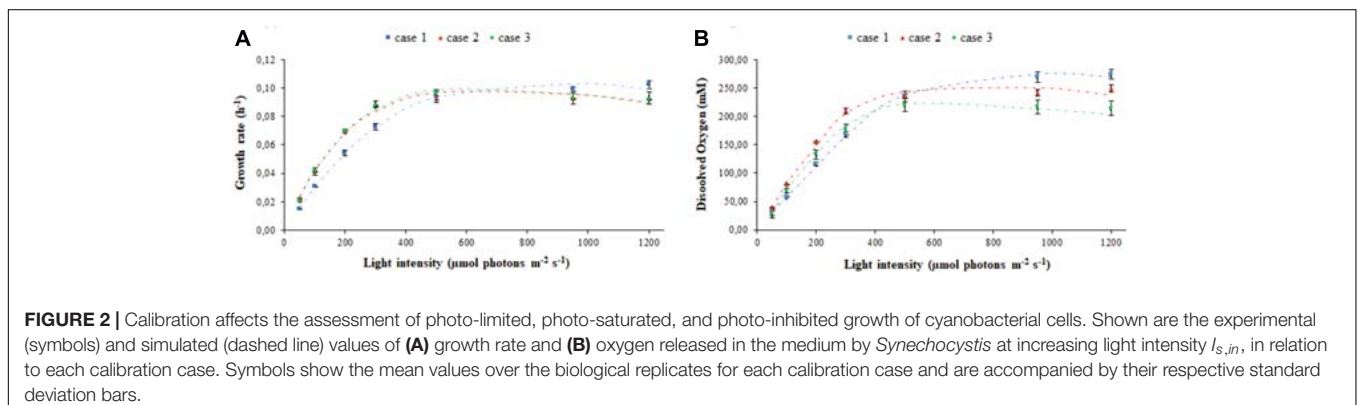 A
case 1 case 2 case 3
Growth rate (h-1)
0,12
0,10
0,08
0,06
0,04
0,02
0,00
0 200 400 600 800 1000 1200
Light intensity (µmol photons m-2 s-1)
B
case 1 case 2 case 3
Disoolved Oxygen (mM)
300,00
250,00
200,00
150,00
100,00
50,00
0,00
0 200 400 600 800 1000 1200
Light intensity (µmol photons m-2 s-1)
FIGURE 2 | Calibration affects the assessment of photo-limited, photo-saturated, and photo-inhibited growth of cyanobacterial cells. Shown are the experimental
(symbols) and simulated (dashed line) values of (A) growth rate and (B) oxygen released in the medium by Synechocystis at increasing light intensity Is,in, in relation
to each calibration case. Symbols show the mean values over the biological replicates for each calibration case and are accompanied by their respective standard
deviation bars.